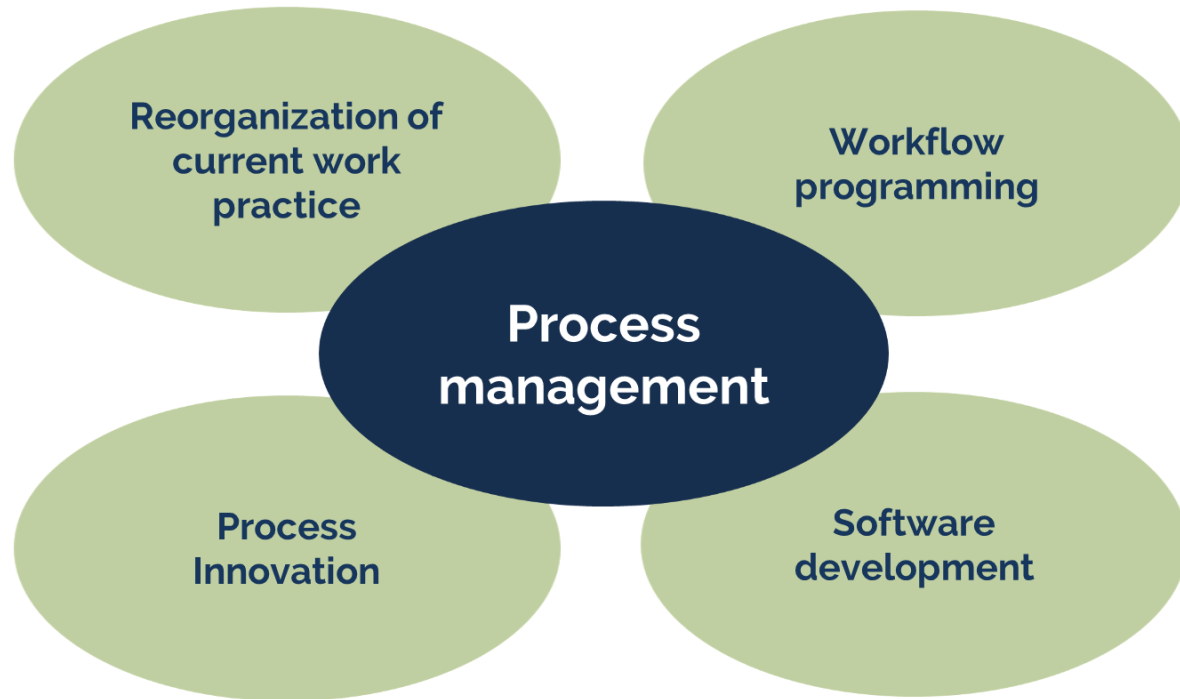 Reorganization of
current work
practice
Workflow
programming
Process
management
Process
Innovation
Software
development